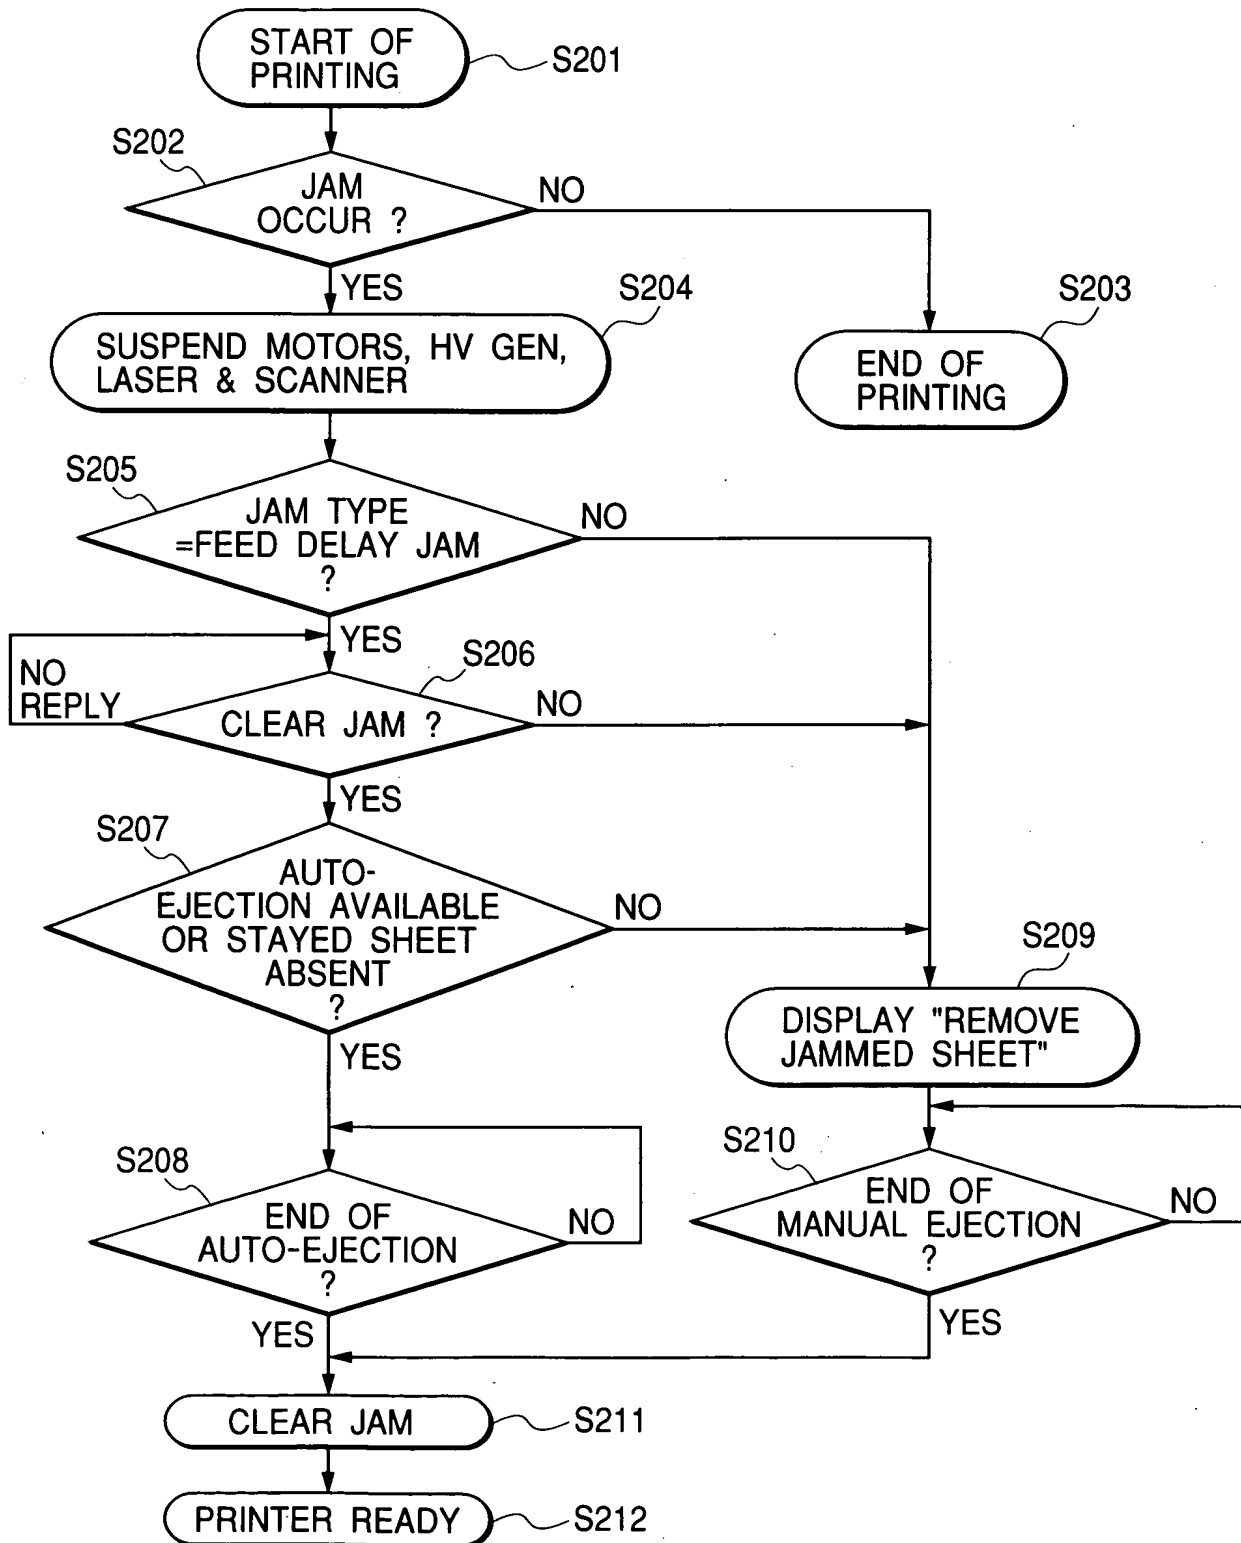 START OF
PRINTING
S201
S202
JAM
OCCUR ?
NO
YES
S204
S203
SUSPEND MOTORS, HV GEN,
LASER & SCANNER
END OF
PRINTING
S205
JAM TYPE
=FEED DELAY JAM
?
NO
YES
S206
NO
REPLY
CLEAR JAM ?
NO
YES
S207
AUTO-
EJECTION AVAILABLE
OR STAYED SHEET
ABSENT
?
NO
YES
S209
DISPLAY "REMOVE
JAMMED SHEET"
S208
END OF
AUTO-EJECTION
?
NO
YES
S210
END OF
MANUAL EJECTION
?
NO
YES
CLEAR JAM
S211
PRINTER READY
S212